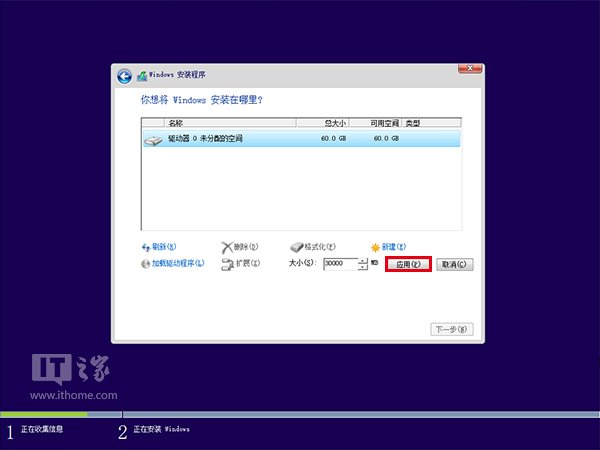 Windows 安装程序
你想将 Windows 安装在哪里?
名称 总大小 可用空间 类型
驱动器 0 未分配的空间 60.0 GB 60.0 GB
刷新(R) 删除(D) 格式化(F) 新建(E)
加载驱动程序(L) 扩展(X) 大小(S): 30000 MB 应用(P) 取消(C)
下一步(N)
IT之家
www.ithome.com
1 正在收集信息 2 正在安装 Windows